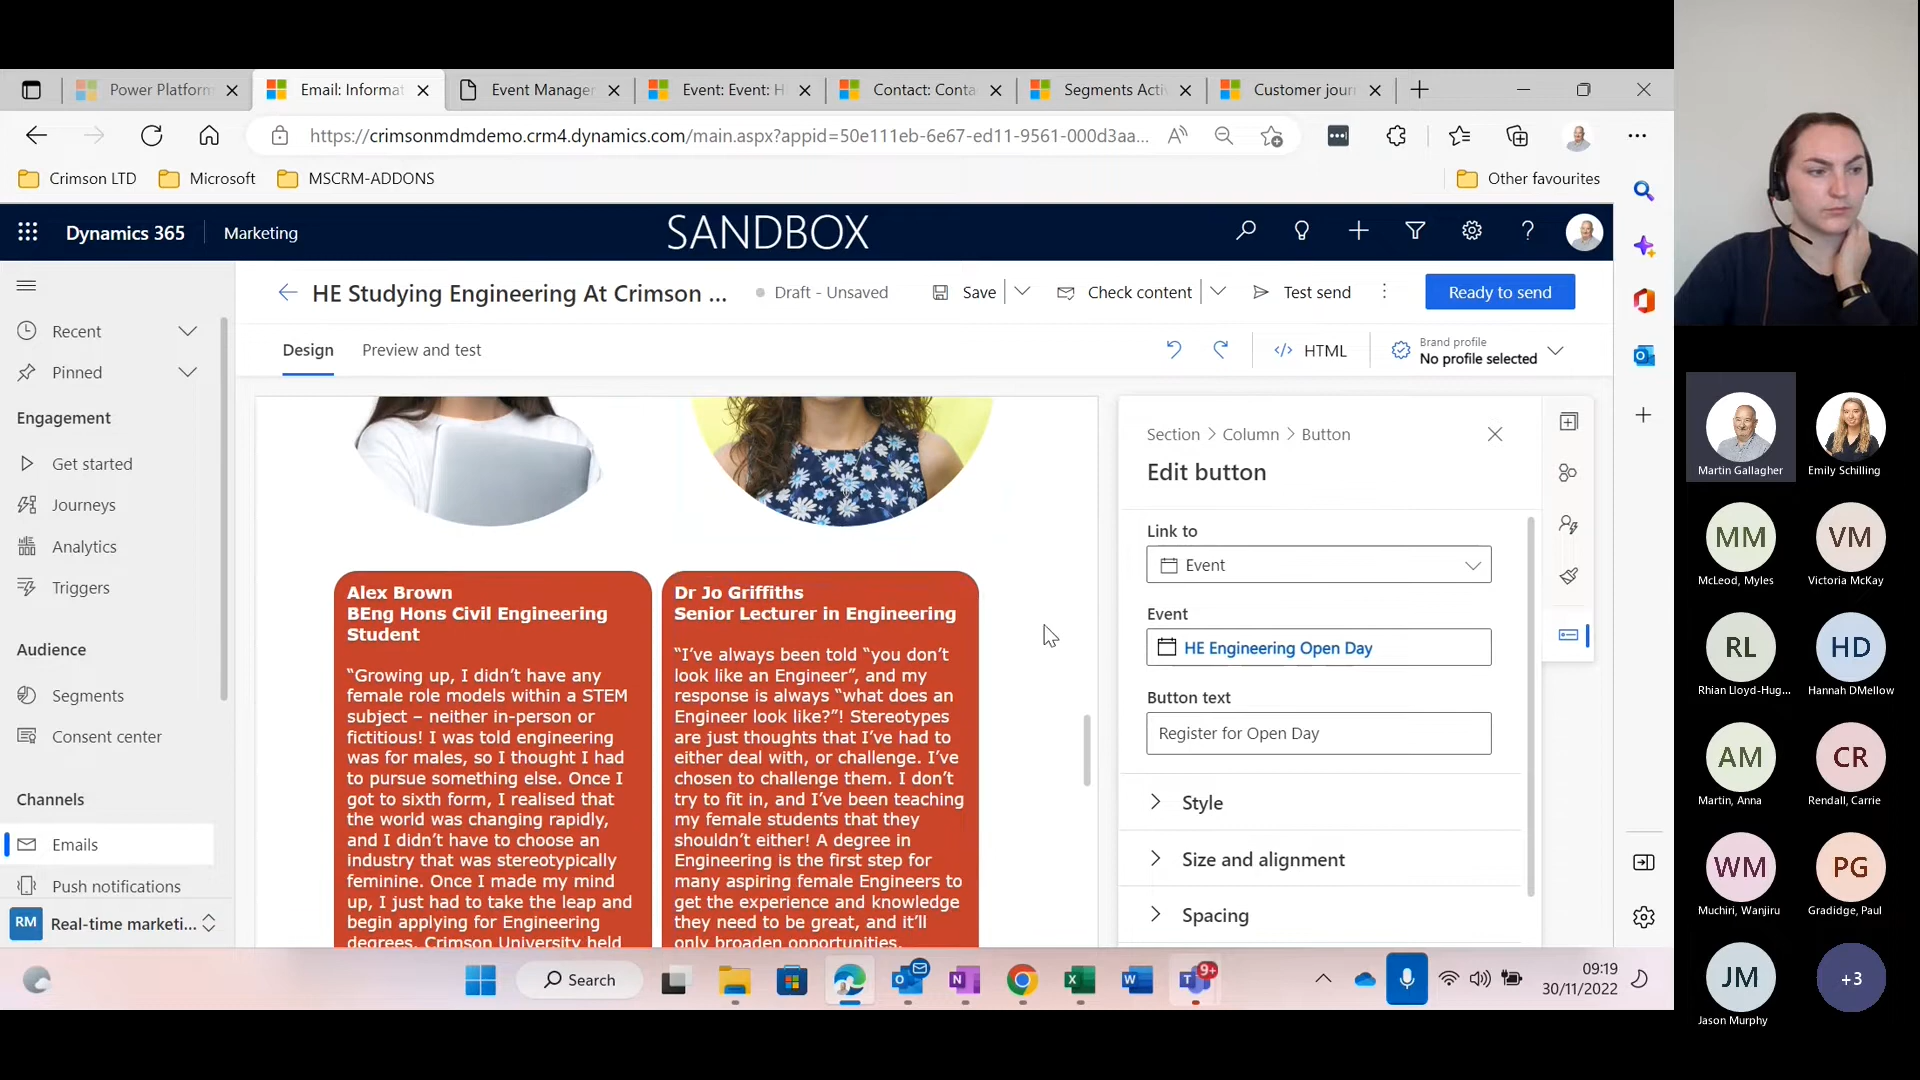 Power Platform
Email: Informat
Event Manage
Event: Event: H
Contact: Conta
Segments Acti
Customer jour
https://crimsonmdmdemo.crm4.dynamics.com/main.aspx?appid=50e111eb-6e67-ed11-9561-000d3aa...
Crimson LTD
Microsoft
MSCRM-ADDONS
Other favourites
Dynamics 365
Marketing
SANDBOX
HE Studying Engineering At Crimson ...
Draft - Unsaved
Save
Check content
Test send
Ready to send
Design
Preview and test
HTML
Brand profile
No profile selected
Recent
Pinned
Engagement
Get started
Journeys
Analytics
Triggers
Audience
Segments
Consent center
Channels
Emails
Push notifications
RM
Real-time marketi...
Alex Brown
BEng Hons Civil Engineering
Student
“Growing up, I didn’t have any
female role models within a STEM
subject – neither in-person or
fictitious! I was told engineering
was for males, so I thought I had
to pursue something else. Once I
got to sixth form, I realised that
the world was changing rapidly,
and I didn’t have to choose an
industry that was stereotypically
feminine. Once I made my mind
up, I just had to take the leap and
begin applying for Engineering
degrees. Crimson University held
Dr Jo Griffiths
Senior Lecturer in Engineering
“I’ve always been told “you don’t
look like an Engineer”, and my
response is always “what does an
Engineer look like?”! Stereotypes
are just thoughts that I’ve had to
either deal with, or challenge. I’ve
chosen to challenge them. I don’t
try to fit in, and I’ve been teaching
my female students that they
shouldn’t either! A degree in
Engineering is the first step for
many aspiring female Engineers to
get the experience and knowledge
they need to be great, and it’ll
only broaden opportunities.
Section > Column > Button
Edit button
Link to
Event
Event
HE Engineering Open Day
Button text
Register for Open Day
Style
Size and alignment
Spacing
Search
9+
09:19
30/11/2022
Martin Gallagher
Emily Schilling
MM
McLeod, Myles
VM
Victoria McKay
RL
Rhian Lloyd-Hug...
HD
Hannah DMellow
AM
Martin, Anna
CR
Rendall, Carrie
WM
Muchiri, Wanjiru
PG
Gradidge, Paul
JM
Jason Murphy
+3